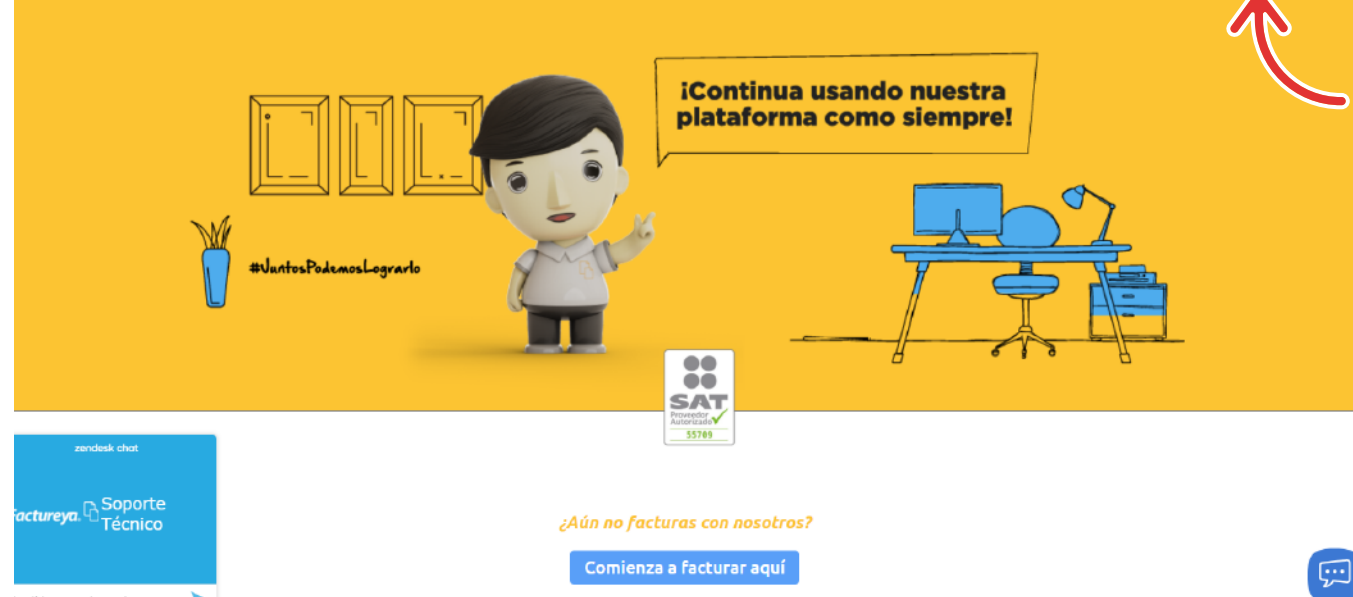 ¡Continua usando nuestra
plataforma como siempre!
#JuntosPodemosLograrlo
SAT
Proveedor
Autorizado
55709
zendesk chat
Factureya. Soporte
Técnico
¿Aún no facturas con nosotros?
Comienza a facturar aquí